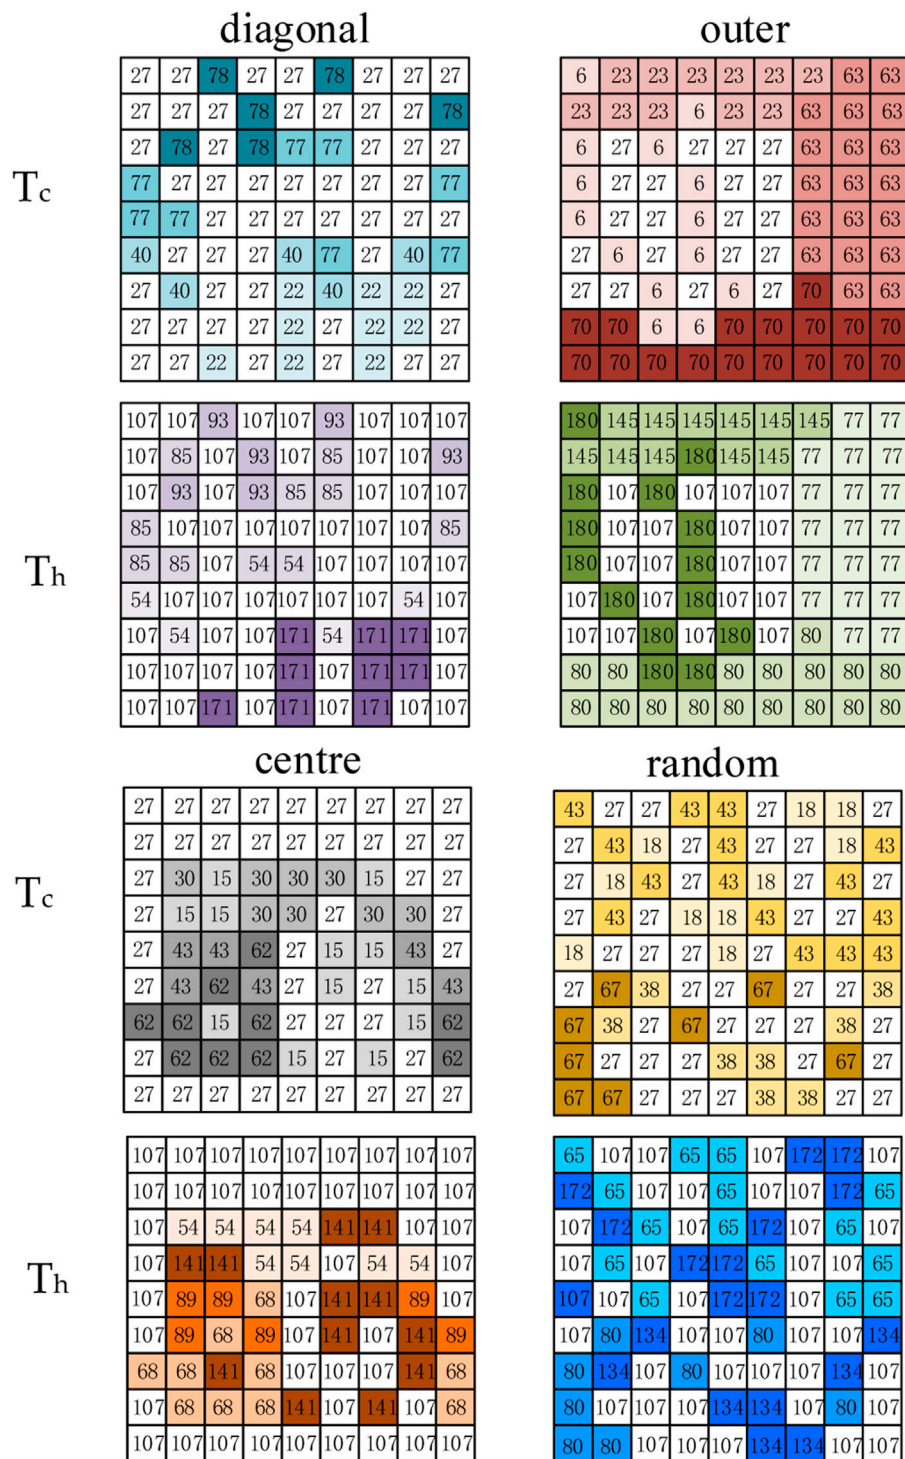 diagonal outer
27 27 78 27 27 78 27 27 27 6 23 23 23 23 23 23 63 63
27 27 27 78 27 27 27 27 78 23 23 23 6 23 23 63 63 63
27 78 27 78 77 77 27 27 27 6 27 6 27 27 27 63 63 63
Tc 77 27 27 27 27 27 27 27 77 6 27 27 6 27 27 63 63 63
77 77 27 27 27 27 27 27 27 6 27 27 6 27 27 63 63 63
40 27 27 27 40 77 27 40 77 27 6 27 6 27 27 63 63 63
27 40 27 27 22 40 22 22 27 27 27 6 27 6 27 70 63 63
27 27 27 27 22 27 22 22 27 70 70 6 6 70 70 70 70 70
27 27 22 27 22 27 22 27 27 70 70 70 70 70 70 70 70 70
107 107 93 107 107 93 107 107 107 180 145 145 145 145 145 145 77 77
107 85 107 93 107 85 107 107 93 145 145 145 180 145 145 77 77 77
107 93 107 93 85 85 107 107 107 180 107 180 107 107 107 77 77 77
85 107 107 107 107 107 107 107 85 180 107 107 180 107 107 77 77 77
Th 85 85 107 54 54 107 107 107 107 180 107 107 180 107 107 77 77 77
54 107 107 107 107 107 107 54 107 107 180 107 180 107 107 77 77 77
107 54 107 107 171 54 171 171 107 107 107 180 107 180 107 80 77 77
107 107 107 107 171 107 171 171 107 80 80 180 180 80 80 80 80 80
107 107 171 107 171 107 171 107 107 80 80 80 80 80 80 80 80 80
centre random
27 27 27 27 27 27 27 27 27 43 27 27 43 43 27 18 18 27
27 27 27 27 27 27 27 27 27 27 43 18 27 43 27 27 18 43
27 30 15 30 30 30 15 27 27 27 18 43 27 43 18 27 43 27
Tc 27 15 15 30 30 27 30 30 27 27 43 27 18 18 43 27 27 43
27 43 43 62 27 15 15 43 27 18 27 27 27 18 27 43 43 43
27 43 62 43 27 15 27 15 43 27 67 38 27 27 67 27 27 38
62 62 15 62 27 27 27 15 62 67 38 27 67 27 27 27 38 27
27 62 62 62 15 27 15 27 62 67 27 27 27 38 38 27 67 27
27 27 27 27 27 27 27 27 27 67 67 27 27 27 38 38 27 27
107 107 107 107 107 107 107 107 107 65 107 107 65 65 107 172 172 107
107 107 107 107 107 107 107 107 107 172 65 107 107 65 107 107 172 65
107 54 54 54 54 141 141 107 107 107 172 65 107 65 172 107 65 107
Th 107 141 141 54 54 107 54 54 107 107 65 107 172 172 65 107 107 65
107 89 89 68 107 141 141 89 107 107 107 65 107 172 172 107 65 65
107 89 68 89 107 141 107 141 89 107 80 134 107 107 80 107 107 134
68 68 141 68 107 107 107 141 68 80 134 107 80 107 107 107 134 107
107 68 68 68 141 107 141 107 68 80 107 107 107 134 134 107 80 107
107 107 107 107 107 107 107 107 107 80 80 107 107 107 134 134 107 107